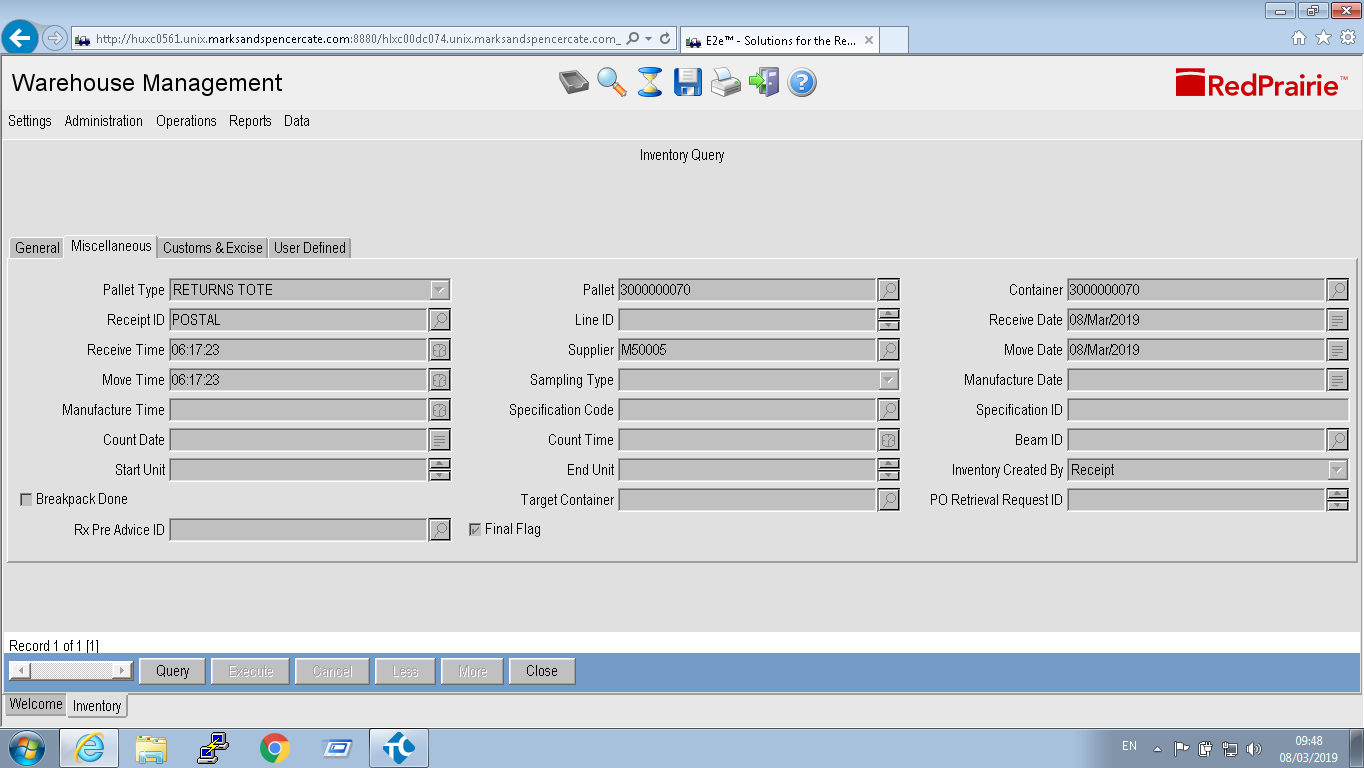 http://huxc0561.unix.marksandspencercate.com:8880/hlxc00dc074.unix.marksandspencercate.com_
E2e™ - Solutions for the Re...
Warehouse Management
RedPrairie™
Settings Administration Operations Reports Data
Inventory Query
General Miscellaneous Customs & Excise User Defined
Pallet Type RETURNS TOTE Pallet 3000000070 Container 3000000070
Receipt ID POSTAL Line ID Receive Date 08/Mar/2019
Receive Time 06:17:23 Supplier M50005 Move Date 08/Mar/2019
Move Time 06:17:23 Sampling Type Manufacture Date
Manufacture Time Specification Code Specification ID
Count Date Count Time Beam ID
Start Unit End Unit Inventory Created By Receipt
Breakpack Done Target Container PO Retrieval Request ID
Rx Pre Advice ID Final Flag
Record 1 of 1 [1]
Query Execute Cancel Less More Close
Welcome Inventory
EN 09:48
08/03/2019